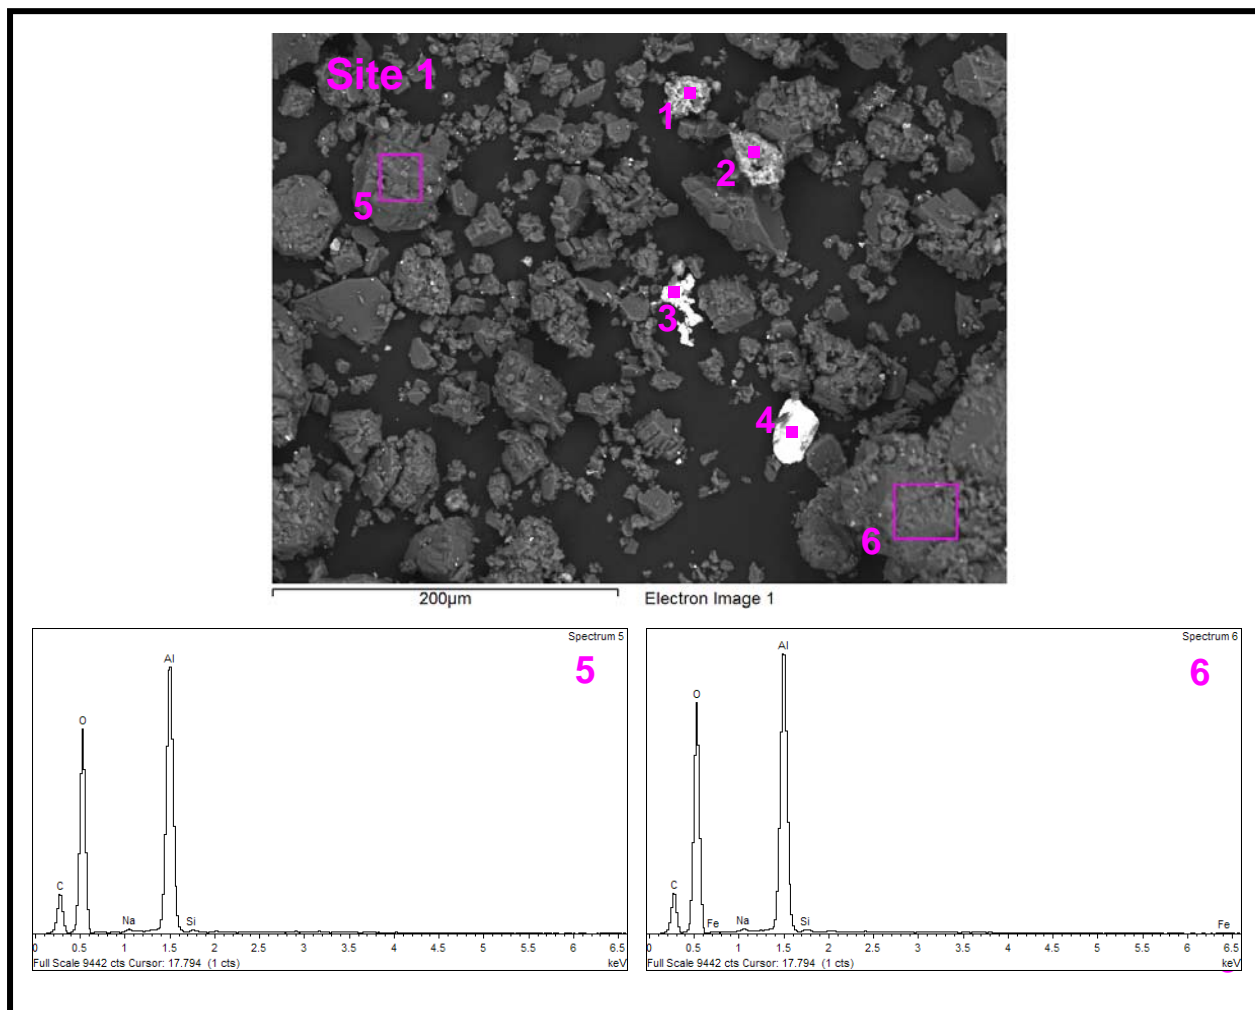 Site 1
1
2
5
3
4
6
200µm Electron Image 1
Spectrum 5
5
Al
O
C
Na
Si
0 0.5 1 1.5 2 2.5 3 3.5 4 4.5 5 5.5 6 6.5
Full Scale 9442 cts Cursor: 17.794 (1 cts) keV
Spectrum 6
6
Al
O
C
Fe
Na
Si
Fe
0 0.5 1 1.5 2 2.5 3 3.5 4 4.5 5 5.5 6 6.5
Full Scale 9442 cts Cursor: 17.794 (1 cts) keV